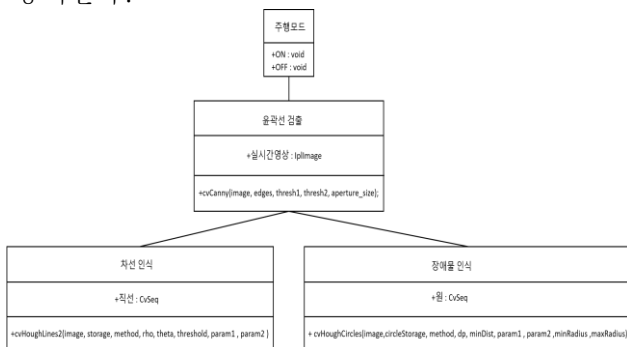 주행모드
+ON : void
+OFF : void
윤곽선 검출
+실시간영상 : IplImage
+cvCanny(image, edges, thresh1, thresh2, aperture_size);
차선 인식
+직선 : CvSeq
+cvHoughLines2(image, storage, method, rho, theta, threshold, param1 , param2 )
장애물 인식
+원 : CvSeq
+ cvHoughCircles(image,circleStorage, method, dp, minDist, param1 , param2 ,minRadius ,maxRadius)